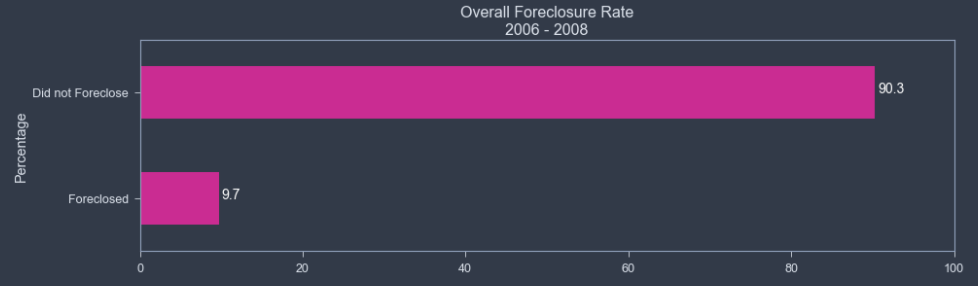 Overall Foreclosure Rate
2006 - 2008
Did not Foreclose
90.3
Percentage
Foreclosed
9.7
0 20 40 60 80 100